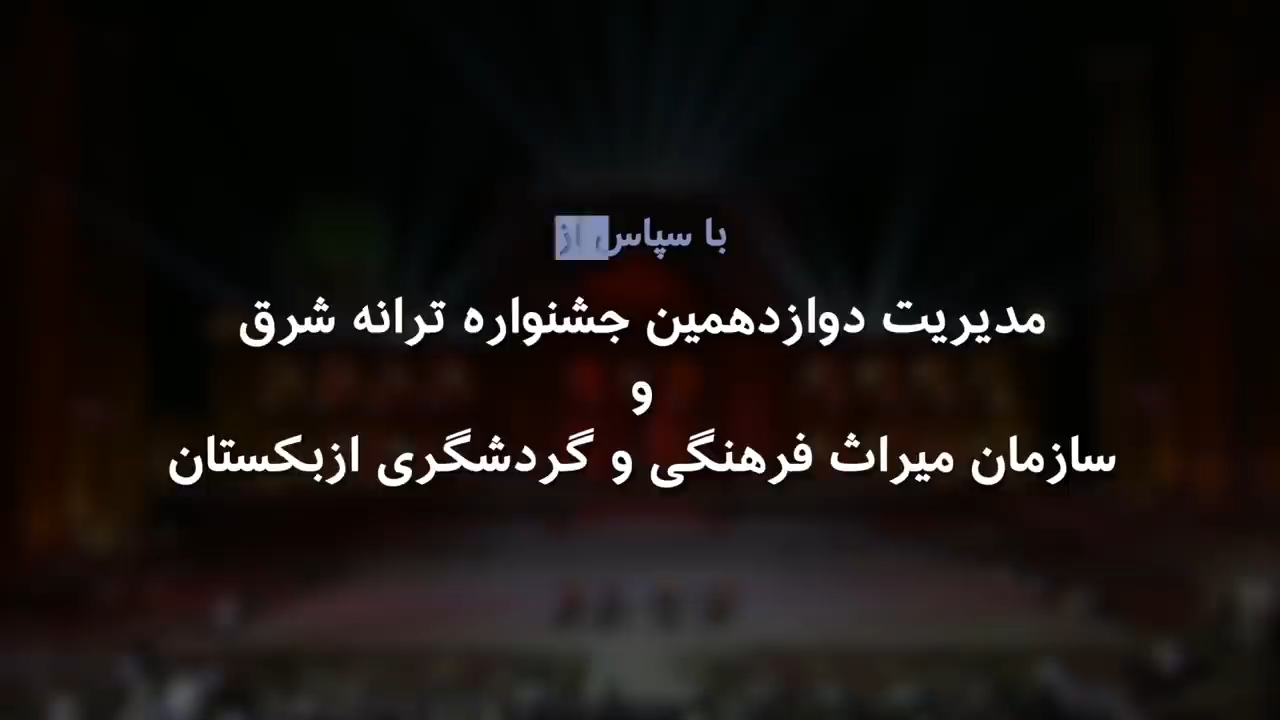 با سپاس از
مدیریت دوازدهمین جشنواره ترانه شرق
و
سازمان میراث فرهنگی و گردشگری ازبکستان